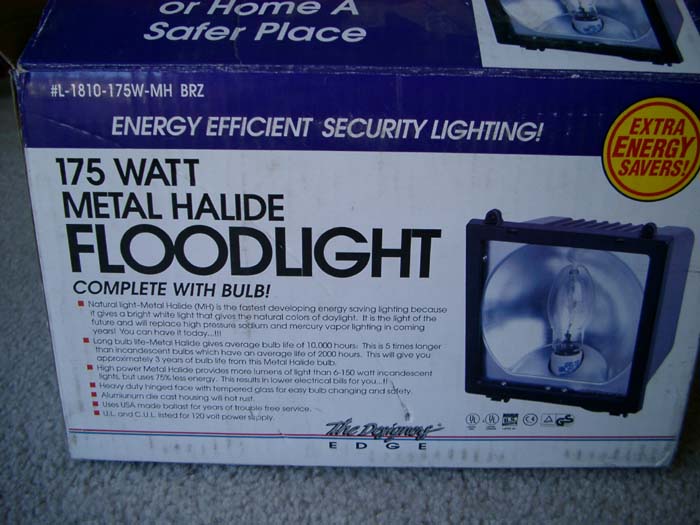 or Home A
Safer Place
#L-1810-175W-MH BRZ
ENERGY EFFICIENT SECURITY LIGHTING!
EXTRA
ENERGY
SAVERS!
175 WATT
METAL HALIDE
FLOODLIGHT
COMPLETE WITH BULB!
Natural light-Metal Halide (MH) is the fastest developing energy saving lighting because
it gives a bright white light that gives the natural colors of daylight. It is the light of the
future and will replace high pressure sodium and mercury vapor lighting in coming
years! You can have it today...!!!
Long bulb life-Metal Halide gives average bulb life of 10,000 hours. This is 5 times longer
than incandescent bulbs which have an average life of 2000 hours. This will give you
approximately 3 years of bulb life from this Metal Halide bulb.
High power Metal Halide provides more lumens of light than 6-150 watt incandescent
lights, but uses 75% less energy. This results in lower electrical bills for you...!!
Heavy duty hinged face with tempered glass for easy bulb changing and safety.
Aluminum die cast housing will not rust.
Uses USA made ballast for years of trouble free service.
U.L. and C.U.L. listed for 120 volt power supply.
The Designers
EDGE
UL UL CE GS